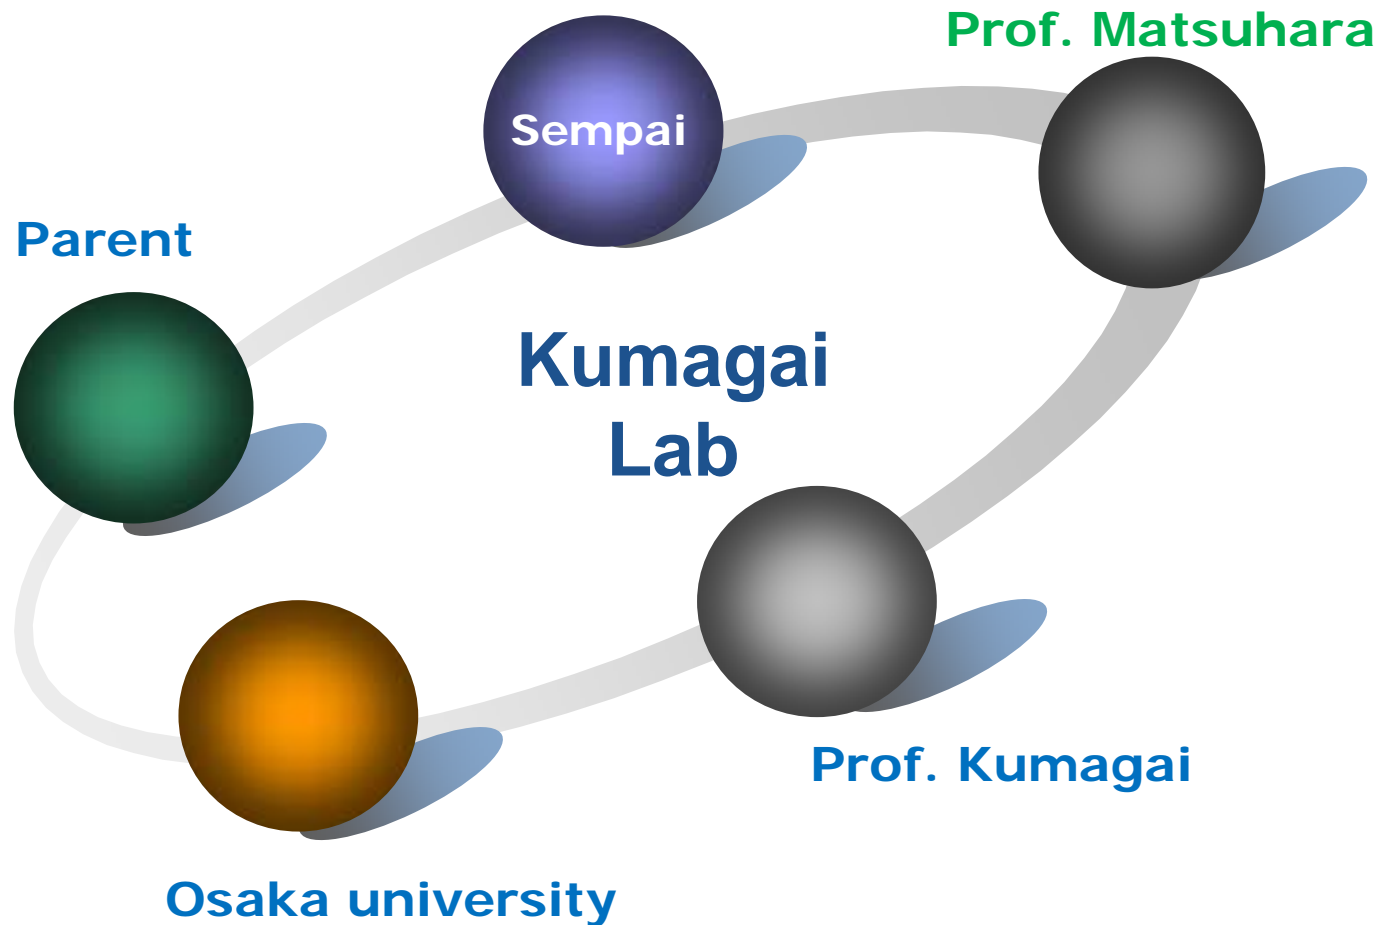 Prof. Matsuhara
Sempai
Parent
Kumagai
Lab
Prof. Kumagai
Osaka university